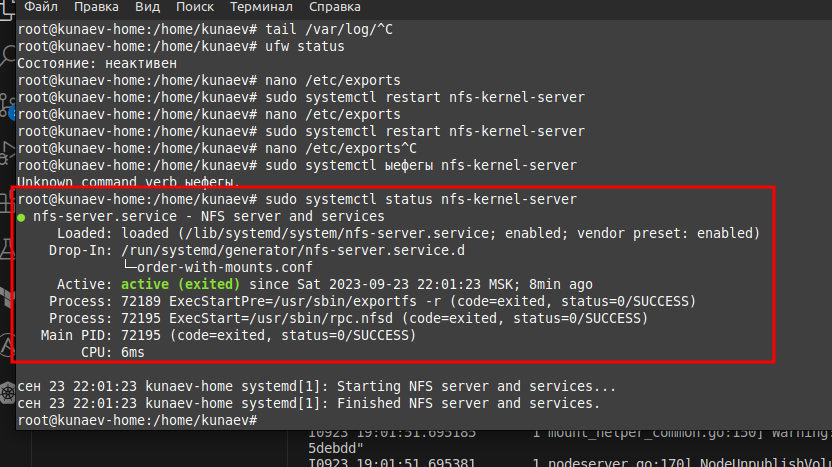 Файл Правка Вид Поиск Терминал Справка
root@kunaev-home:/home/kunaev# tail /var/log/^C
root@kunaev-home:/home/kunaev# ufw status
Состояние: неактивен
root@kunaev-home:/home/kunaev# nano /etc/exports
root@kunaev-home:/home/kunaev# sudo systemctl restart nfs-kernel-server
root@kunaev-home:/home/kunaev# nano /etc/exports
root@kunaev-home:/home/kunaev# sudo systemctl restart nfs-kernel-server
root@kunaev-home:/home/kunaev# nano /etc/exports^C
root@kunaev-home:/home/kunaev# sudo systemctl ыефегы nfs-kernel-server
Unknown command verb ыефегы.
root@kunaev-home:/home/kunaev# sudo systemctl status nfs-kernel-server
● nfs-server.service - NFS server and services
Loaded: loaded (/lib/systemd/system/nfs-server.service; enabled; vendor preset: enabled)
Drop-In: /run/systemd/generator/nfs-server.service.d
└─order-with-mounts.conf
Active: active (exited) since Sat 2023-09-23 22:01:23 MSK; 8min ago
Process: 72189 ExecStartPre=/usr/sbin/exportfs -r (code=exited, status=0/SUCCESS)
Process: 72195 ExecStart=/usr/sbin/rpc.nfsd (code=exited, status=0/SUCCESS)
Main PID: 72195 (code=exited, status=0/SUCCESS)
CPU: 6ms
сен 23 22:01:23 kunaev-home systemd[1]: Starting NFS server and services...
сен 23 22:01:23 kunaev-home systemd[1]: Finished NFS server and services.
root@kunaev-home:/home/kunaev#
I0923 19:01:51.695185 1 mount_helper_common.go:150] Warning:
5debdd"
I0923 19:01:51.695381 1 nodeserver.go:170] NodeUnpublishVolu